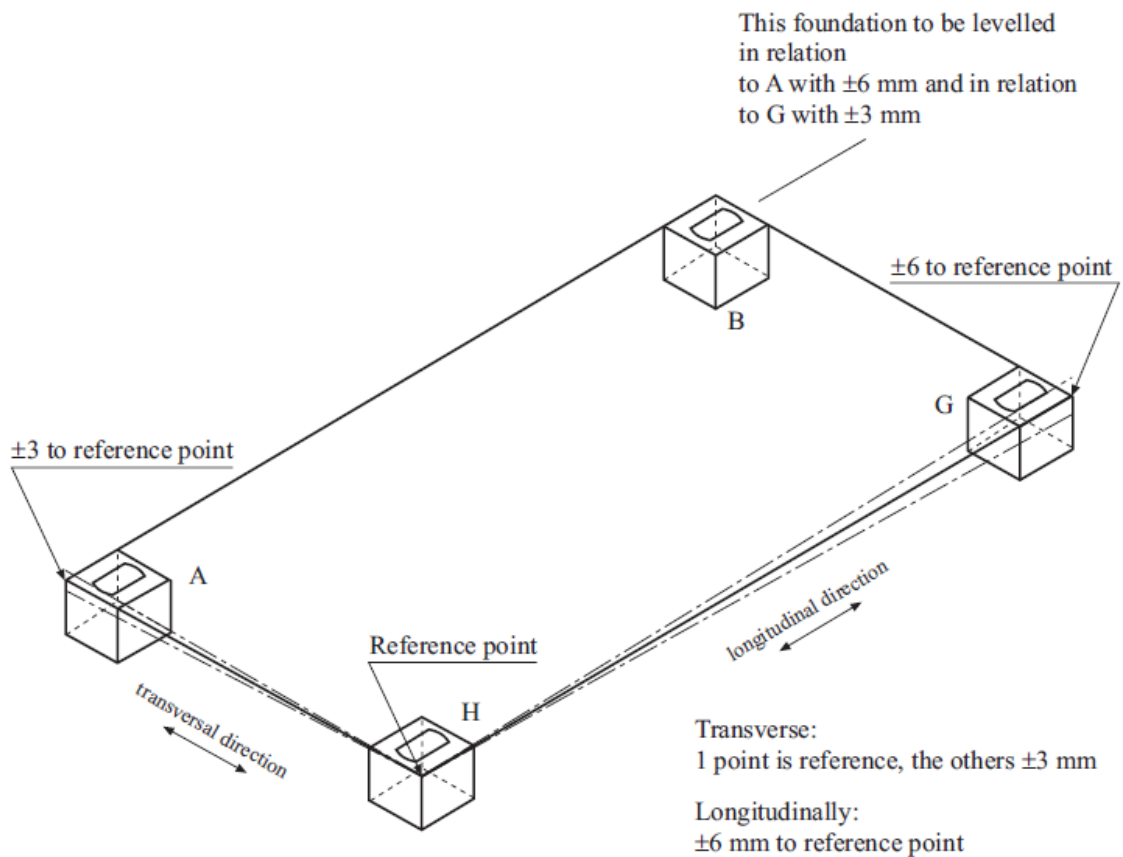 This foundation to be levelled
in relation
to A with ±6 mm and in relation
to G with ±3 mm
±6 to reference point
B
G
±3 to reference point
A
longitudinal direction
Reference point
H
transversal direction
Transverse:
1 point is reference, the others ±3 mm
Longitudinally:
±6 mm to reference point